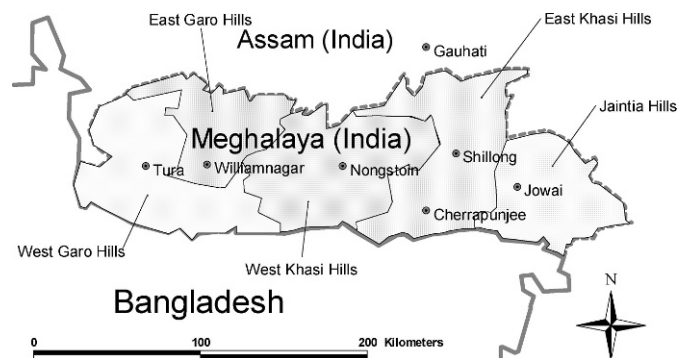 East Garo Hills
Assam (India)
East Khasi Hills
Gauhati
Jaintia Hills
Meghalaya (India)
Tura
Williamnagar
Nongstoin
Shillong
Jowai
Cherrapunjee
West Garo Hills
West Khasi Hills
Bangladesh
N
0 100 200 Kilometers